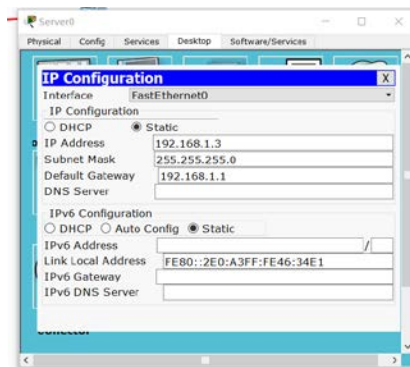 Server0
Physical Config Services Desktop Software/Services
IP Configuration X
Interface FastEthernet0
IP Configuration
DHCP Static
IP Address 192.168.1.3
Subnet Mask 255.255.255.0
Default Gateway 192.168.1.1
DNS Server
IPv6 Configuration
DHCP Auto Config Static
IPv6 Address /
Link Local Address FE80::2E0:A3FF:FE46:34E1
IPv6 Gateway
IPv6 DNS Server
Collector